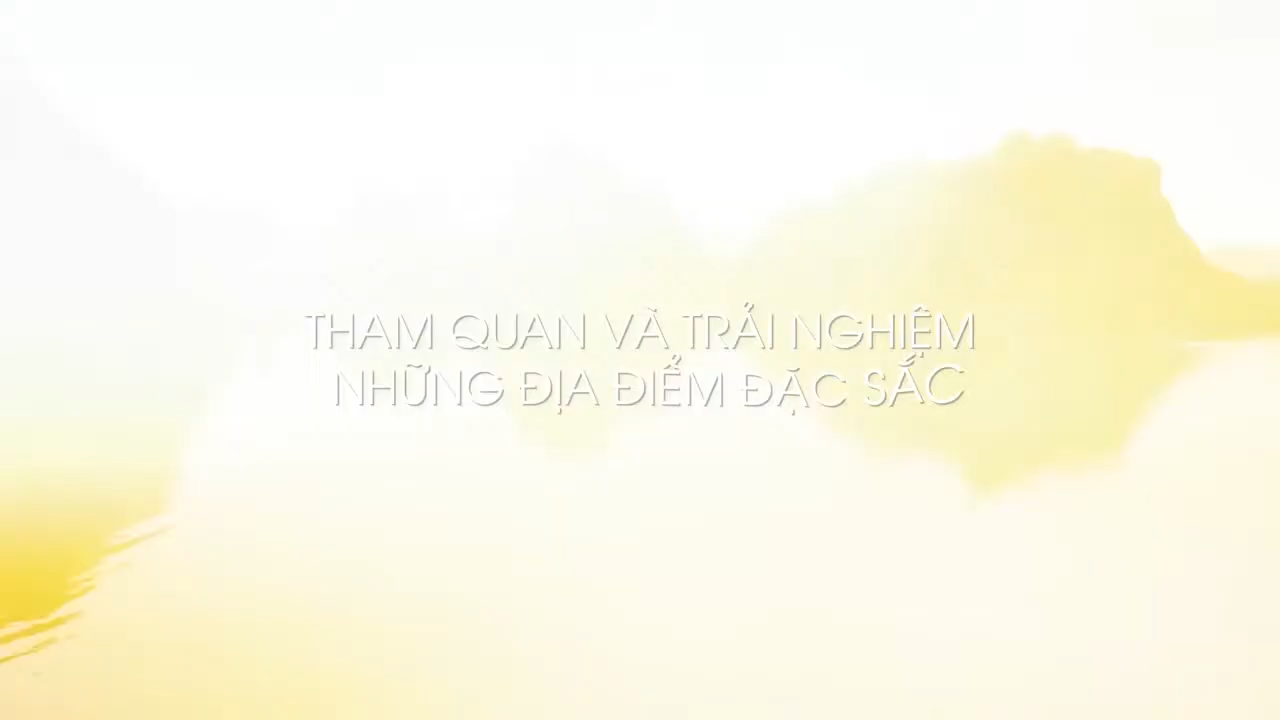 THAM QUAN VÀ TRẢI NGHIỆM
NHỮNG ĐỊA ĐIỂM ĐẶC SẮC